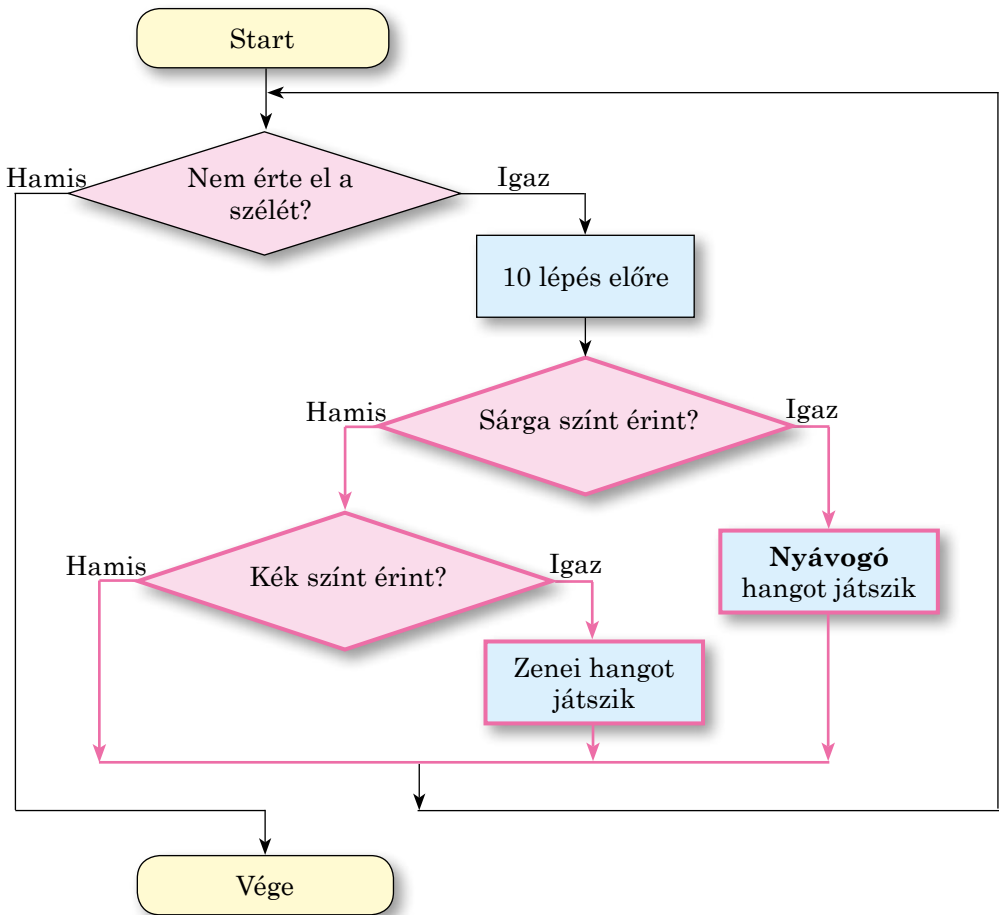 Start
Hamis
Nem érte el a
szélét?
Igaz
10 lépés előre
Hamis
Sárga színt érint?
Igaz
Hamis
Kék színt érint?
Igaz
Nyávogó
hangot játszik
Zenei hangot
játszik
Vége